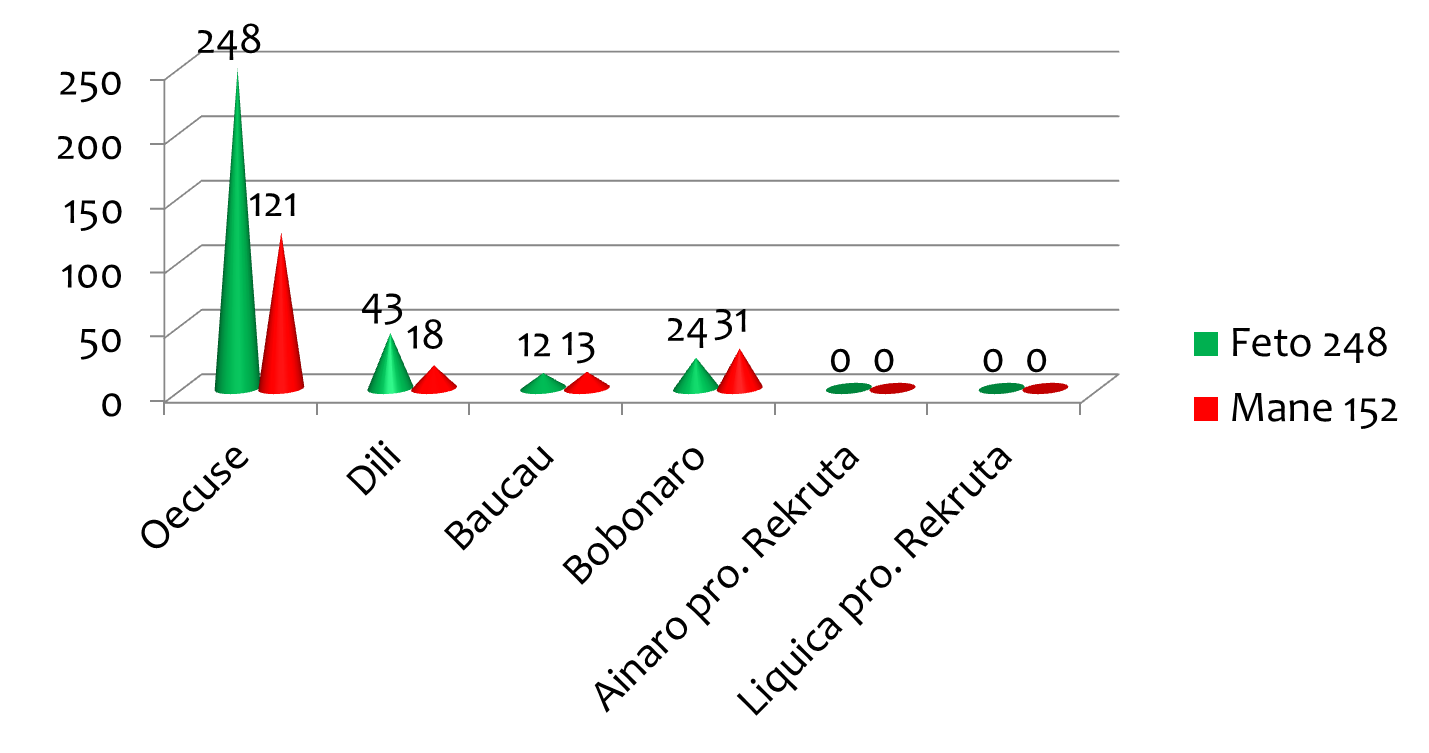 248
250
200
121
150
100
43
18
12
13
24
31
0
0
0
0
50
0
Feto 248
Mane 152
Oecuse
Dili
Baucau
Bobonaro
Ainaro pro. Rekruta
Liquica pro. Rekruta